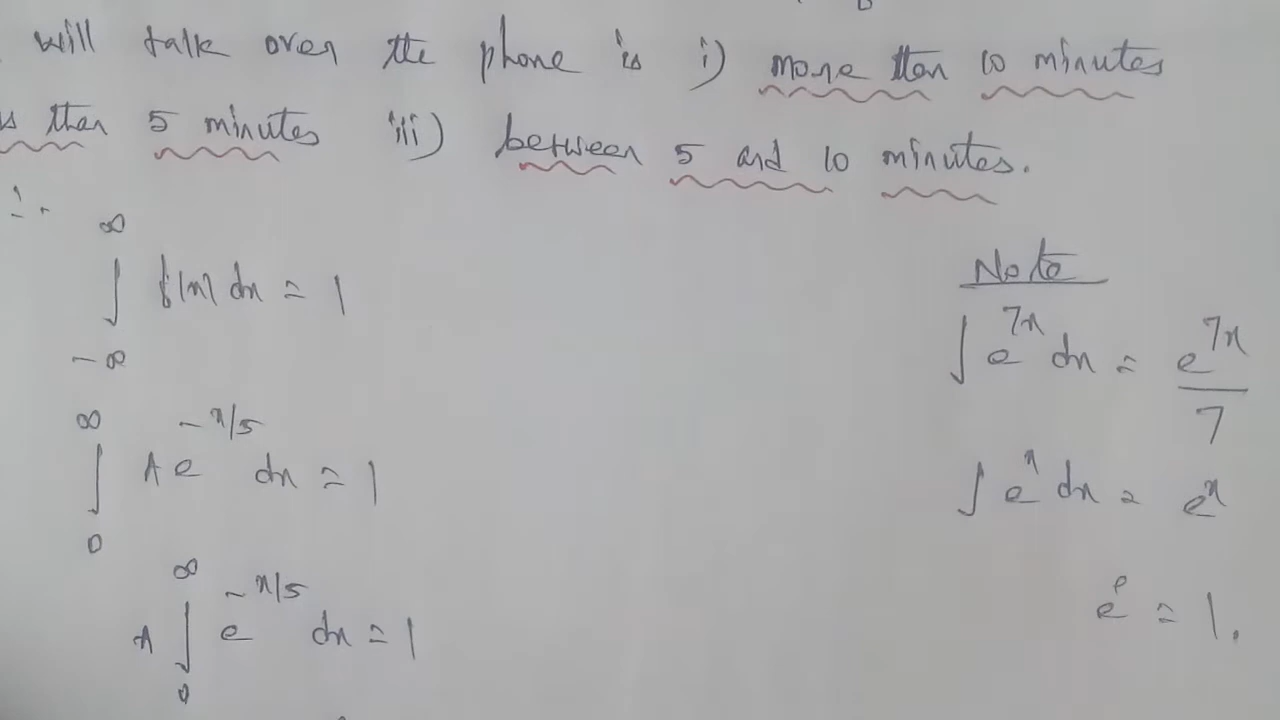 will talk over the phone is i) more than 10 minutes
s than 5 minutes iii) between 5 and 10 minutes.
∴
∫_{-∞}^{∞} f(x) dx = 1
∫_{0}^{∞} A e^{-x/5} dx = 1
A ∫_{0}^{∞} e^{-x/5} dx = 1
Note
∫ e^{7x} dx = e^{7x}/7
∫ e^{x} dx = e^{x}
e^{0} = 1.